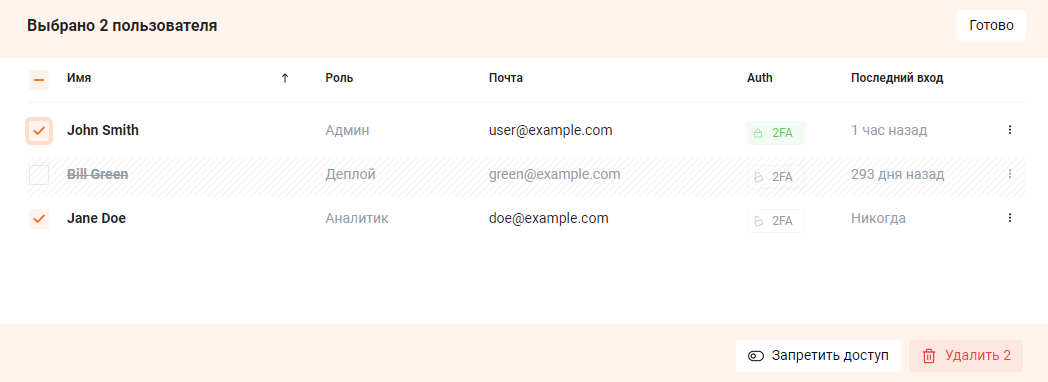 Выбрано 2 пользователя
Готово
Имя Роль Почта Auth Последний вход
John Smith Админ user@example.com 2FA 1 час назад
Bill Green Деплой green@example.com 2FA 293 дня назад
Jane Doe Аналитик doe@example.com 2FA Никогда
Запретить доступ Удалить 2